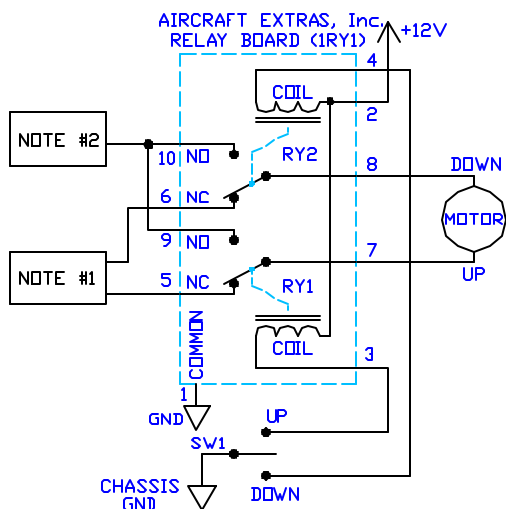 AIRCRAFT EXTRAS, Inc.
RELAY BOARD (1RY1)
+12V
4
COIL
2
NOTE #2
10 NO
RY2
8
DOWN
6 NC
MOTOR
9 NO
7
UP
NOTE #1
5 NC
RY1
COMMON
COIL
3
1
GND
UP
SW1
CHASSIS
GND
DOWN